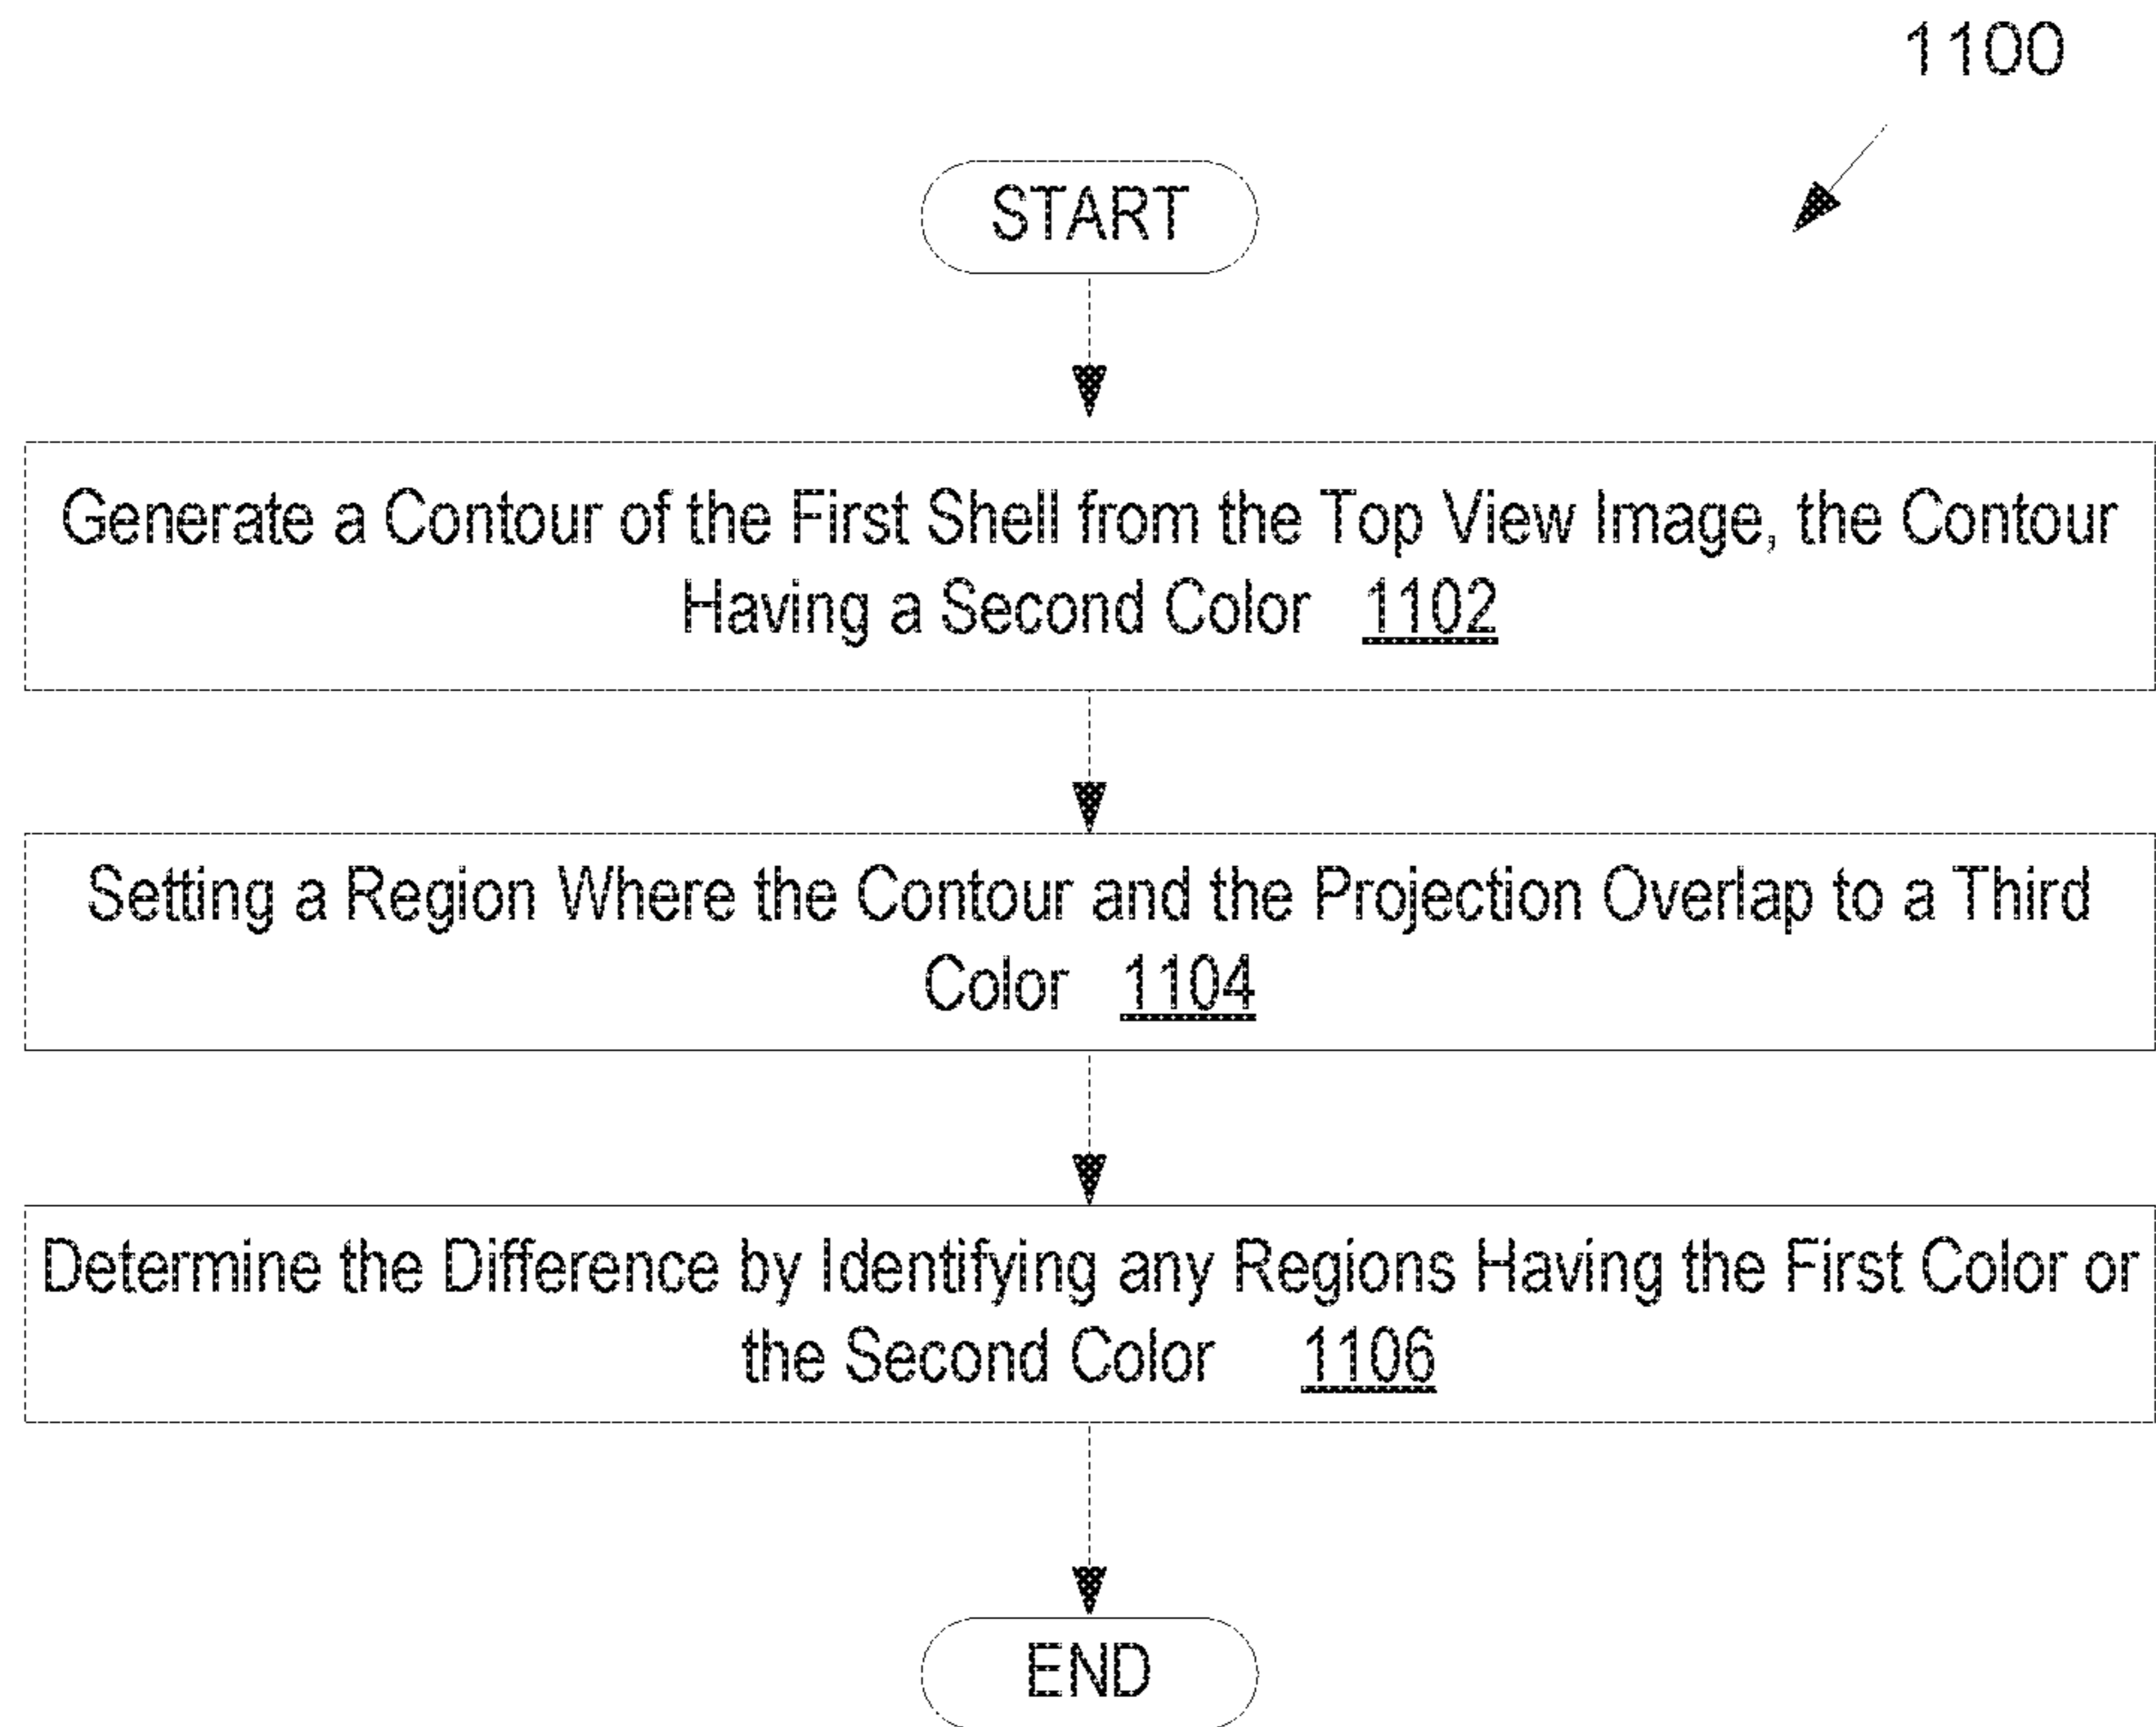 1100
START
Generate a Contour of the First Shell from the Top View Image, the Contour
Having a Second Color 1102
Setting a Region Where the Contour and the Projection Overlap to a Third
Color 1104
Determine the Difference by Identifying any Regions Having the First Color or
the Second Color 1106
END